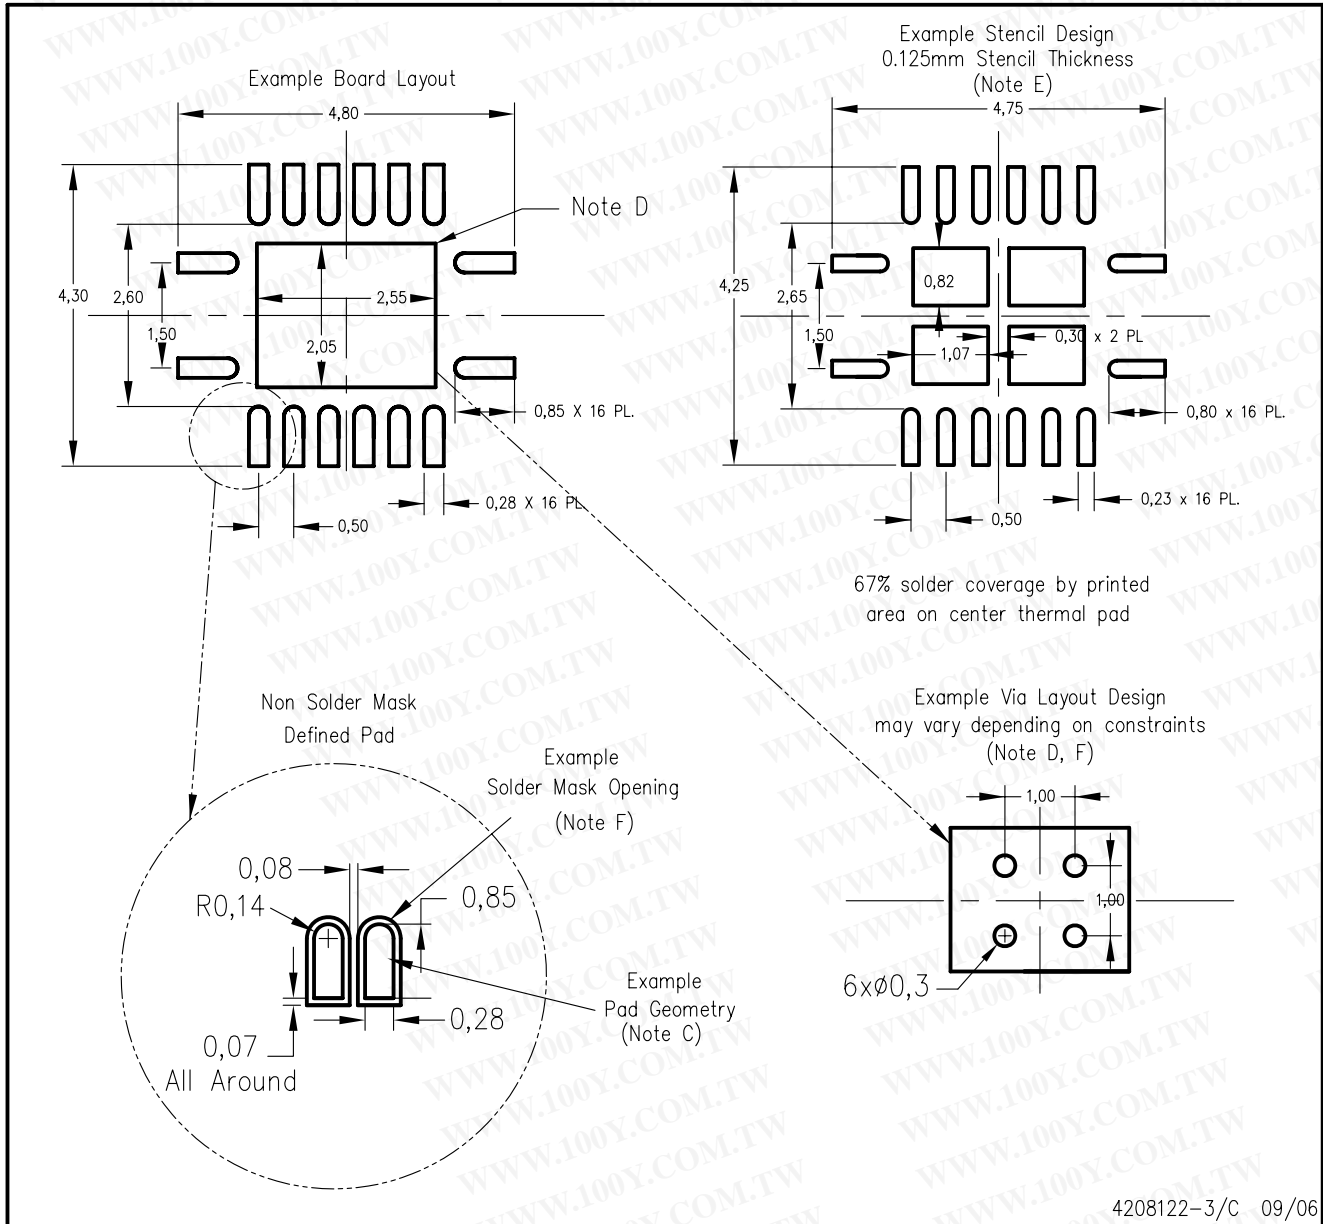 Example Board Layout
4,80
4,30
2,60
1,50
2,55
2,05
Note D
0,85 X 16 PL.
0,28 X 16 PL
0,50
Example Stencil Design
0.125mm Stencil Thickness
(Note E)
4,75
4,25
2,65
1,50
0,82
0,30 x 2 PL
1,07
0,80 x 16 PL.
0,23 x 16 PL.
0,50
67% solder coverage by printed
area on center thermal pad
Non Solder Mask
Defined Pad
Example
Solder Mask Opening
(Note F)
0,08
R0,14
0,85
Example
Pad Geometry
(Note C)
0,28
0,07
All Around
Example Via Layout Design
may vary depending on constraints
(Note D, F)
1,00
1,00
6xø0,3
4208122-3/C 09/06
WWW.100Y.COM.TW